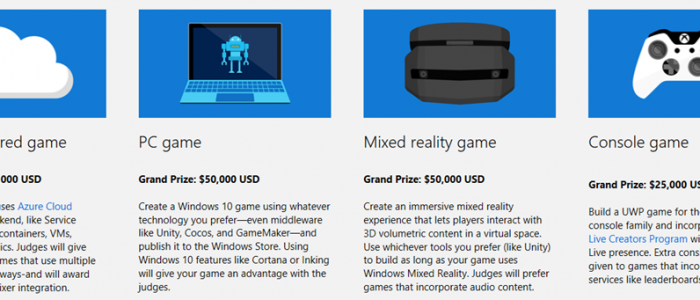 red game
,000 USD
uses Azure Cloud
kend, like Service
containers, VMs,
ics. Judges will give
mes that use multiple
ways-and will award
ixer integration.
PC game
Grand Prize: $50,000 USD
Create a Windows 10 game using whatever
technology you prefer—even middleware
like Unity, Cocos, and GameMaker—and
publish it to the Windows Store. Using
Windows 10 features like Cortana or Inking
will give your game an advantage with the
judges.
Mixed reality game
Grand Prize: $50,000 USD
Create an immersive mixed reality
experience that lets players interact with
3D volumetric content in a virtual space.
Use whichever tools you prefer (like Unity)
to build as long as your game uses
Windows Mixed Reality. Judges will prefer
games that incorporate audio content.
Console game
Grand Prize: $25,000 US
Build a UWP game for th
console family and incorp
Live Creators Program wi
Live presence. Extra cons
given to games that inco
services like leaderboards